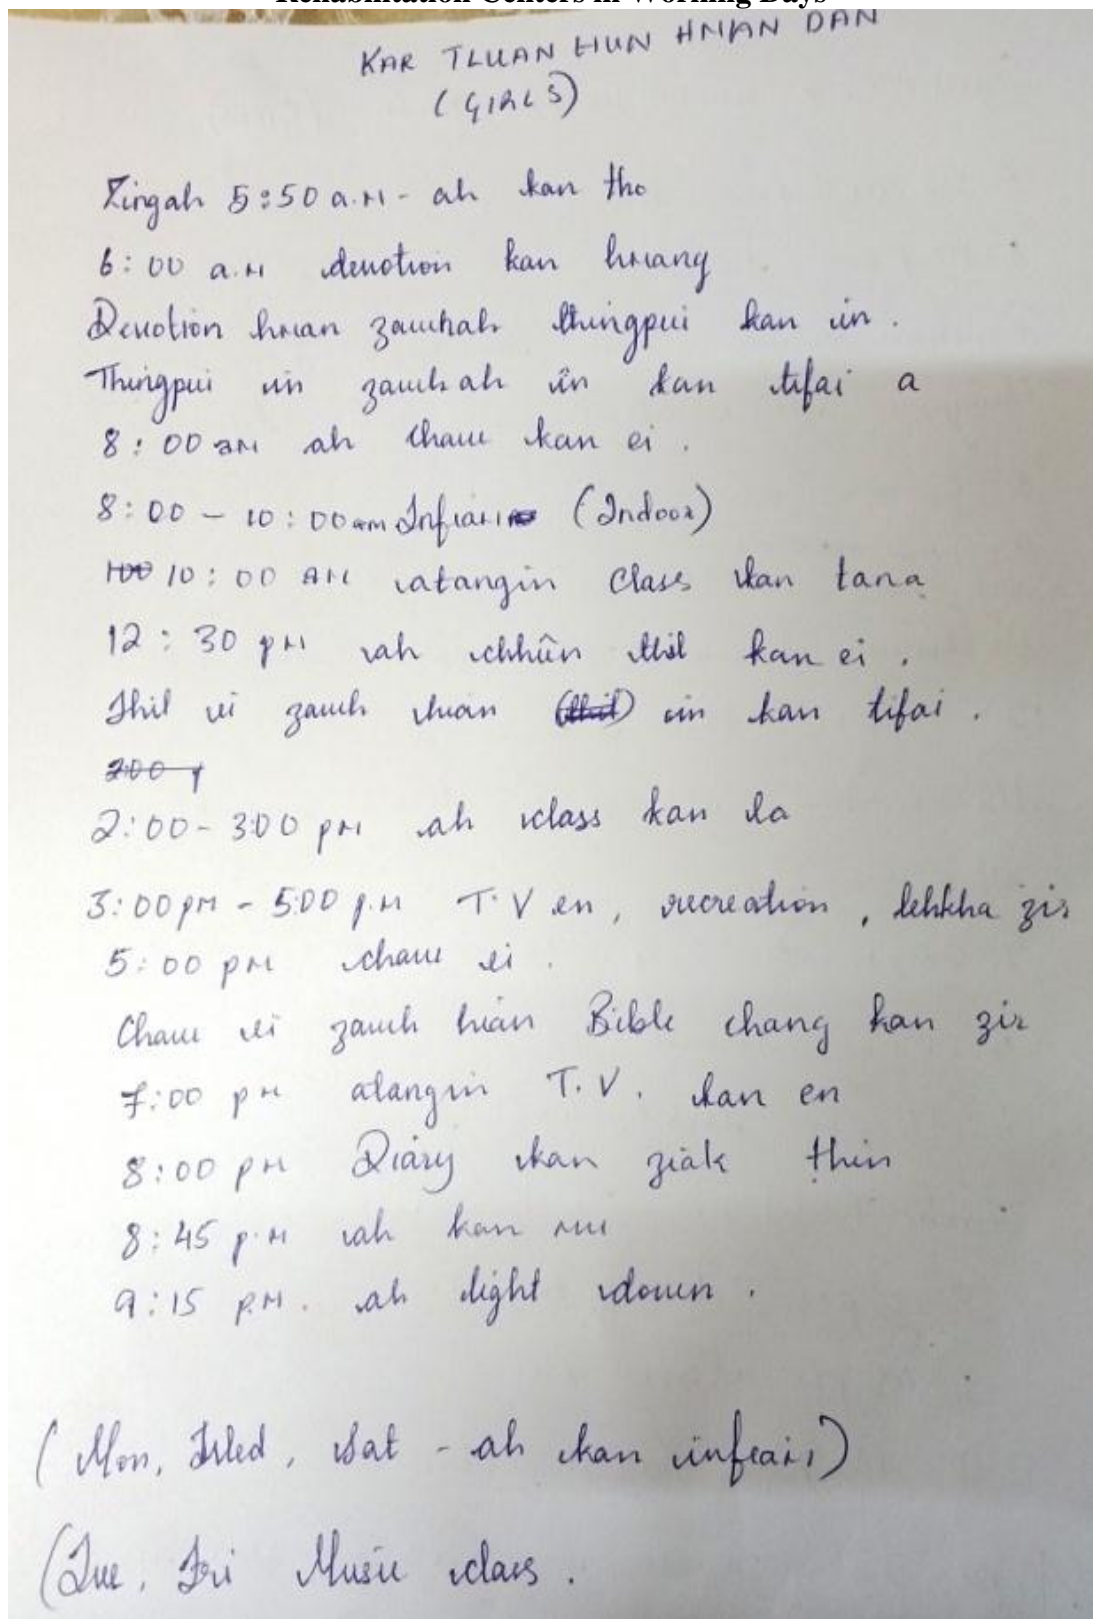 Rehabilitation Centers in Working Days
KAR TLUAN HUN HMAN DAN
(GIRLS)
Zingah 5:50 a.m - ah kan tho
6:00 a.m devotion kan hmang
Devotion hman zawhah thingpui kan in.
Thingpui in zawhah in kan tifai a
8:00 am ah chaw kan ei.
8:00 - 10:00 am Infiam (Indoor)
10:00 AM atangin Class kan tan a
12:30 pm ah chhûn thil kan ei.
Thil ei zawh chuan in kan tifai.
2:00 - 3:00 pm ah class kan la
3:00 pm - 5:00 p.m T.V en, recreation, lehkha zir
5:00 pm chaw ei.
Chaw ei zawh hian Bible chang kan zir
7:00 pm atangin T.V. kan en
8:00 pm Diary kan ziak ṭhin
8:45 p.m ah kan mu
9:15 P.M. ah light down.
(Mon, Wed, Sat - ah kan infiam)
(Tue, Fri Music class.